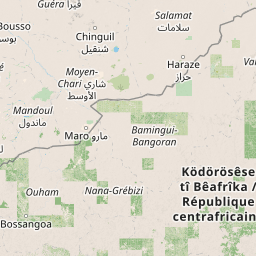 Guéra قيرا
Salamat
سلامات
Bousso
بوسو
Chinguil
شنقيل
Moyen-
Chari شاري
الأوسط
Haraze
حراز
Mandoul
ماندول
Maro مارو
Bamingui-
Bangoran
Ködörösêse
tî Bêafrîka /
République
centrafricain
Ouham
Nana-Grébizi
Bossangoa